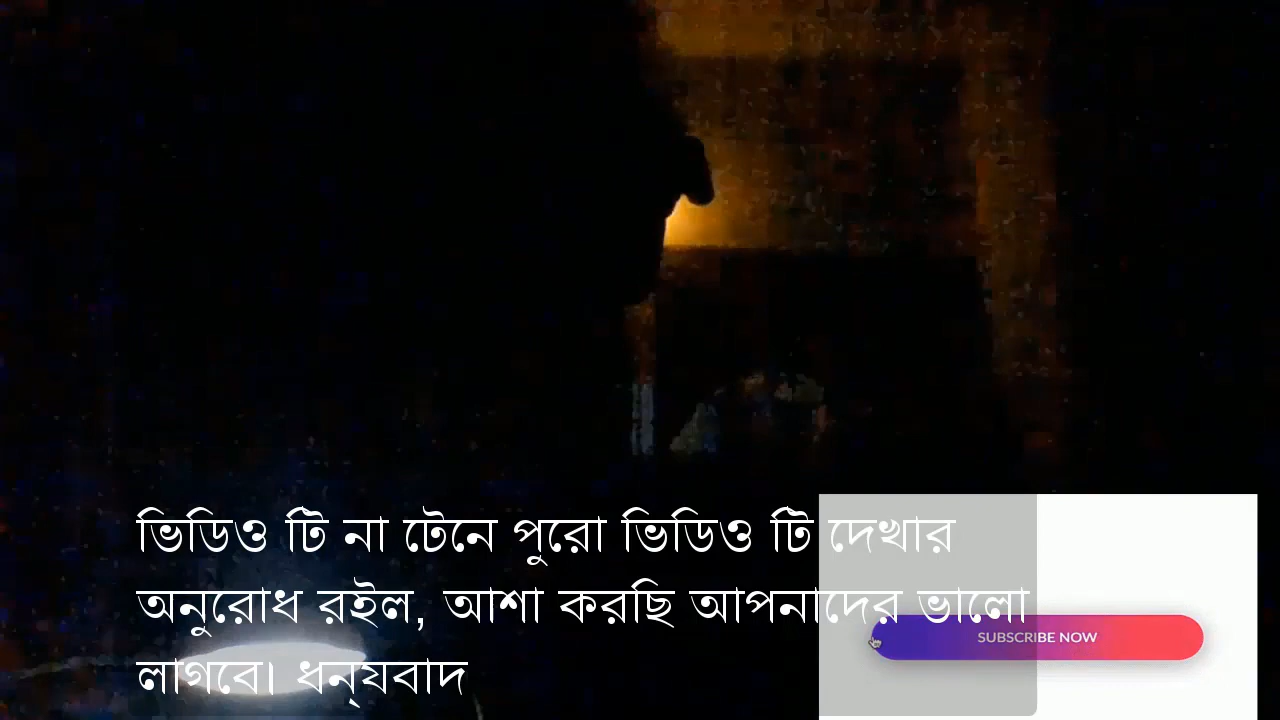 ভিডিও টি না টেনে পুরো ভিডিও টি দেখার
অনুরোধ রইল, আশা করছি আপনাদের ভালো
লাগবে। ধন্‌যবাদ
SUBSCRIBE NOW